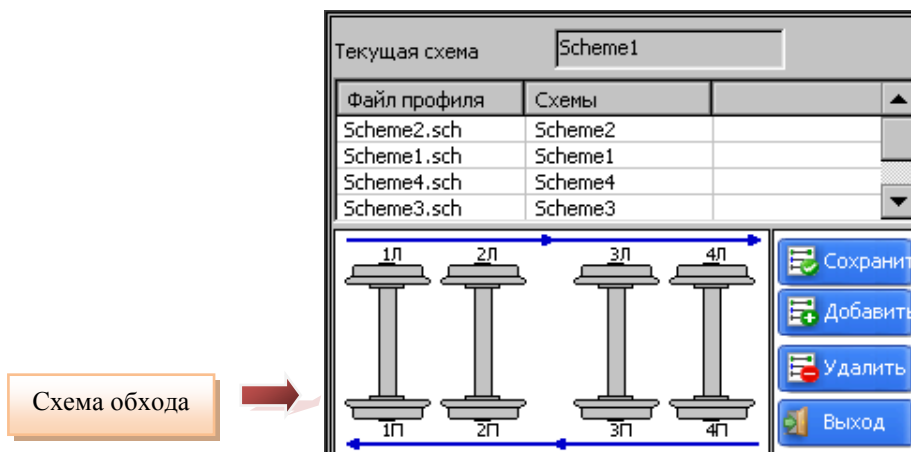 Текущая схема Scheme1
Файл профиля Схемы
Scheme2.sch Scheme2
Scheme1.sch Scheme1
Scheme4.sch Scheme4
Scheme3.sch Scheme3
1Л 2Л 3Л 4Л
Сохранит
Добавить
Удалить
Выход
1П 2П 3П 4П
Схема обхода